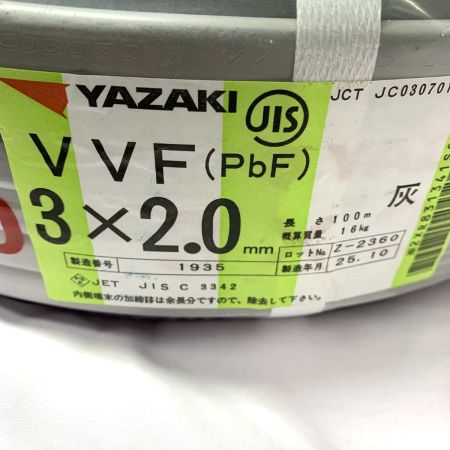 YAZAKI
JIS
JCT JC03070
VVF(PbF)
灰
3×2.0mm
長さ 100m
概算質量 16kg
ロットNo. Z-2360
製造番号 1935
製造年月 25.10
JET JIS C 3342
内側端末の加締跡は余長分ですので、除去して下さい。